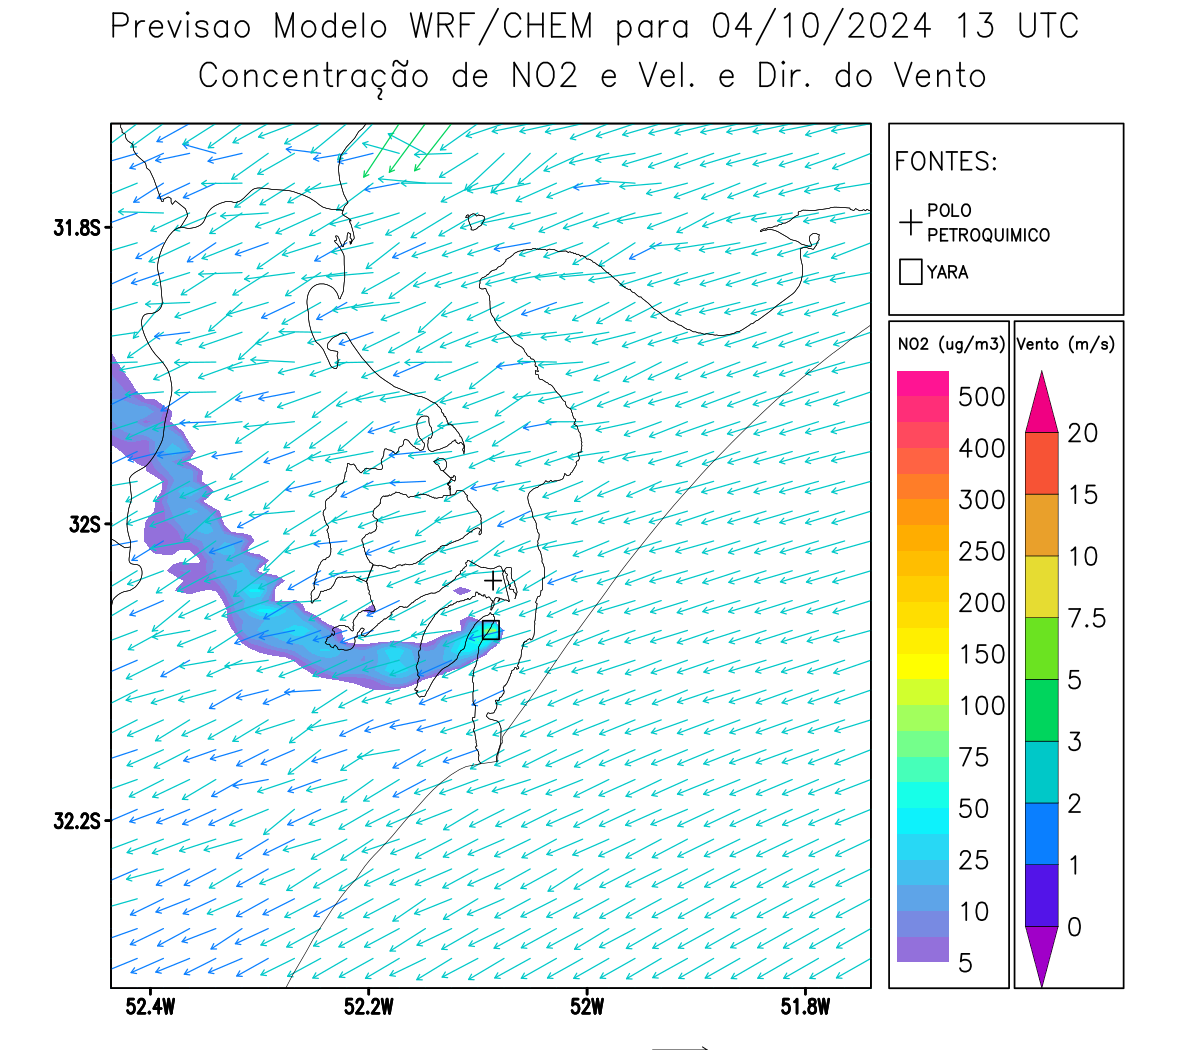 Previsao Modelo WRF/CHEM para 04/10/2024 13 UTC
Concentração de NO2 e Vel. e Dir. do Vento
FONTES:
POLO
PETROQUIMICO
YARA
NO2 (ug/m3)
500
400
300
250
200
150
100
75
50
25
10
5
Vento (m/s)
20
15
10
7.5
5
3
2
1
0
31.8S
32S
32.2S
52.4W
52.2W
52W
51.8W